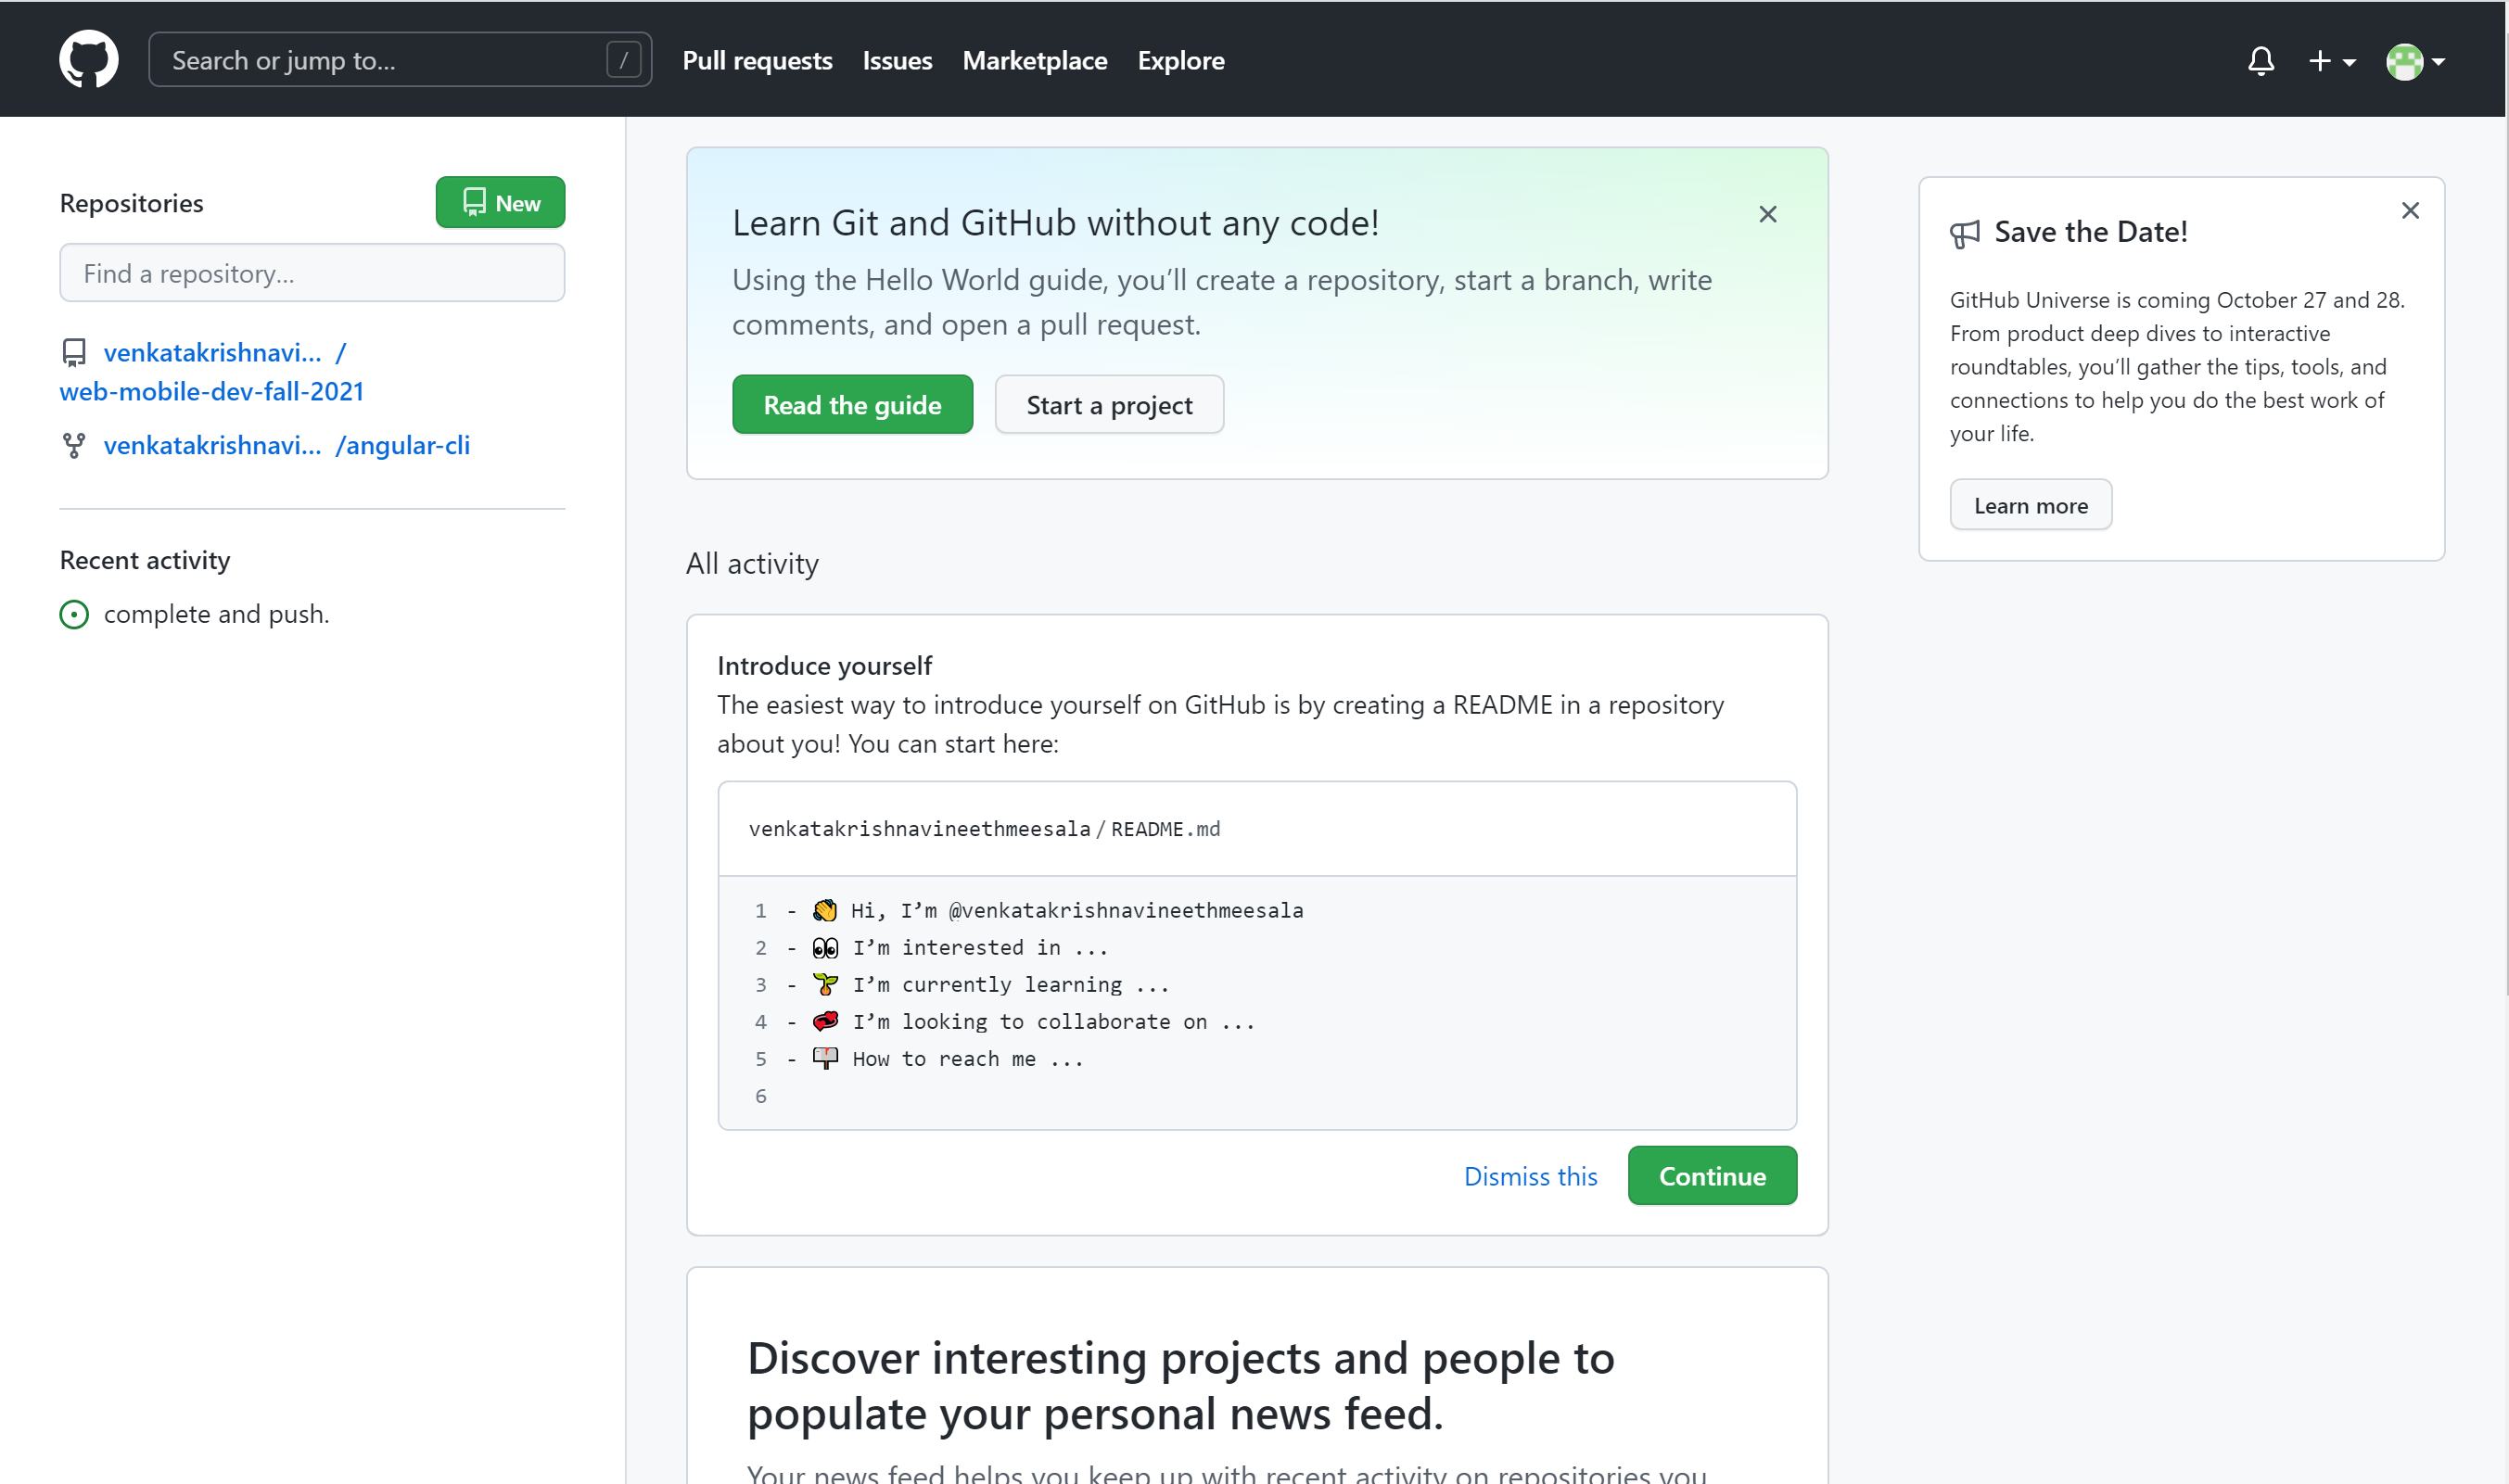 Search or jump to...
/
Pull requests
Issues
Marketplace
Explore
Repositories
New
Find a repository...
venkatakrishnavi... /
web-mobile-dev-fall-2021
venkatakrishnavi... /angular-cli
Recent activity
complete and push.
Learn Git and GitHub without any code!
Using the Hello World guide, you’ll create a repository, start a branch, write
comments, and open a pull request.
Read the guide
Start a project
All activity
Introduce yourself
The easiest way to introduce yourself on GitHub is by creating a README in a repository
about you! You can start here:
venkatakrishnavineethmeesala/README.md
1 - 👋 Hi, I’m @venkatakrishnavineethmeesala
2 - 👀 I’m interested in ...
3 - 🌱 I’m currently learning ...
4 - 💞️ I’m looking to collaborate on ...
5 - 📫 How to reach me ...
6
Dismiss this
Continue
Discover interesting projects and people to
populate your personal news feed.
Your news feed helps you keep up with recent activity on repositories you
Save the Date!
GitHub Universe is coming October 27 and 28.
From product deep dives to interactive
roundtables, you’ll gather the tips, tools, and
connections to help you do the best work of
your life.
Learn more